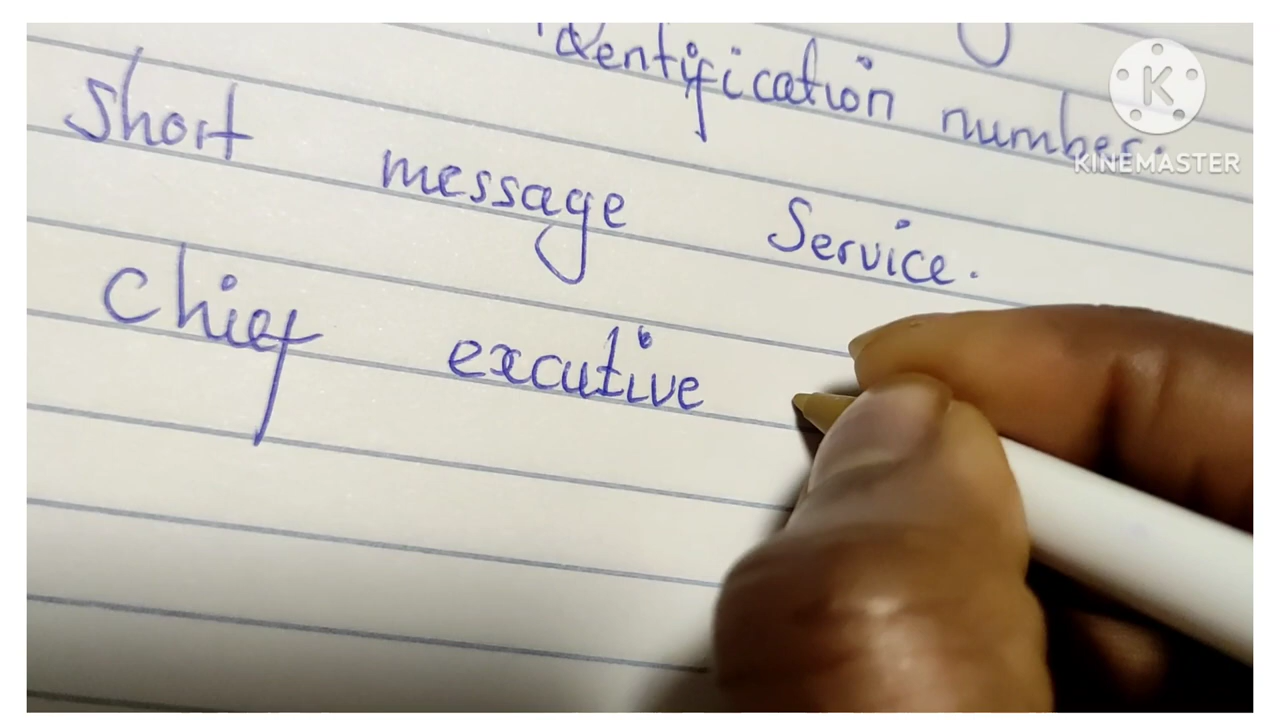 identification number.
Short message Service.
Chief excutive
K
KINEMASTER